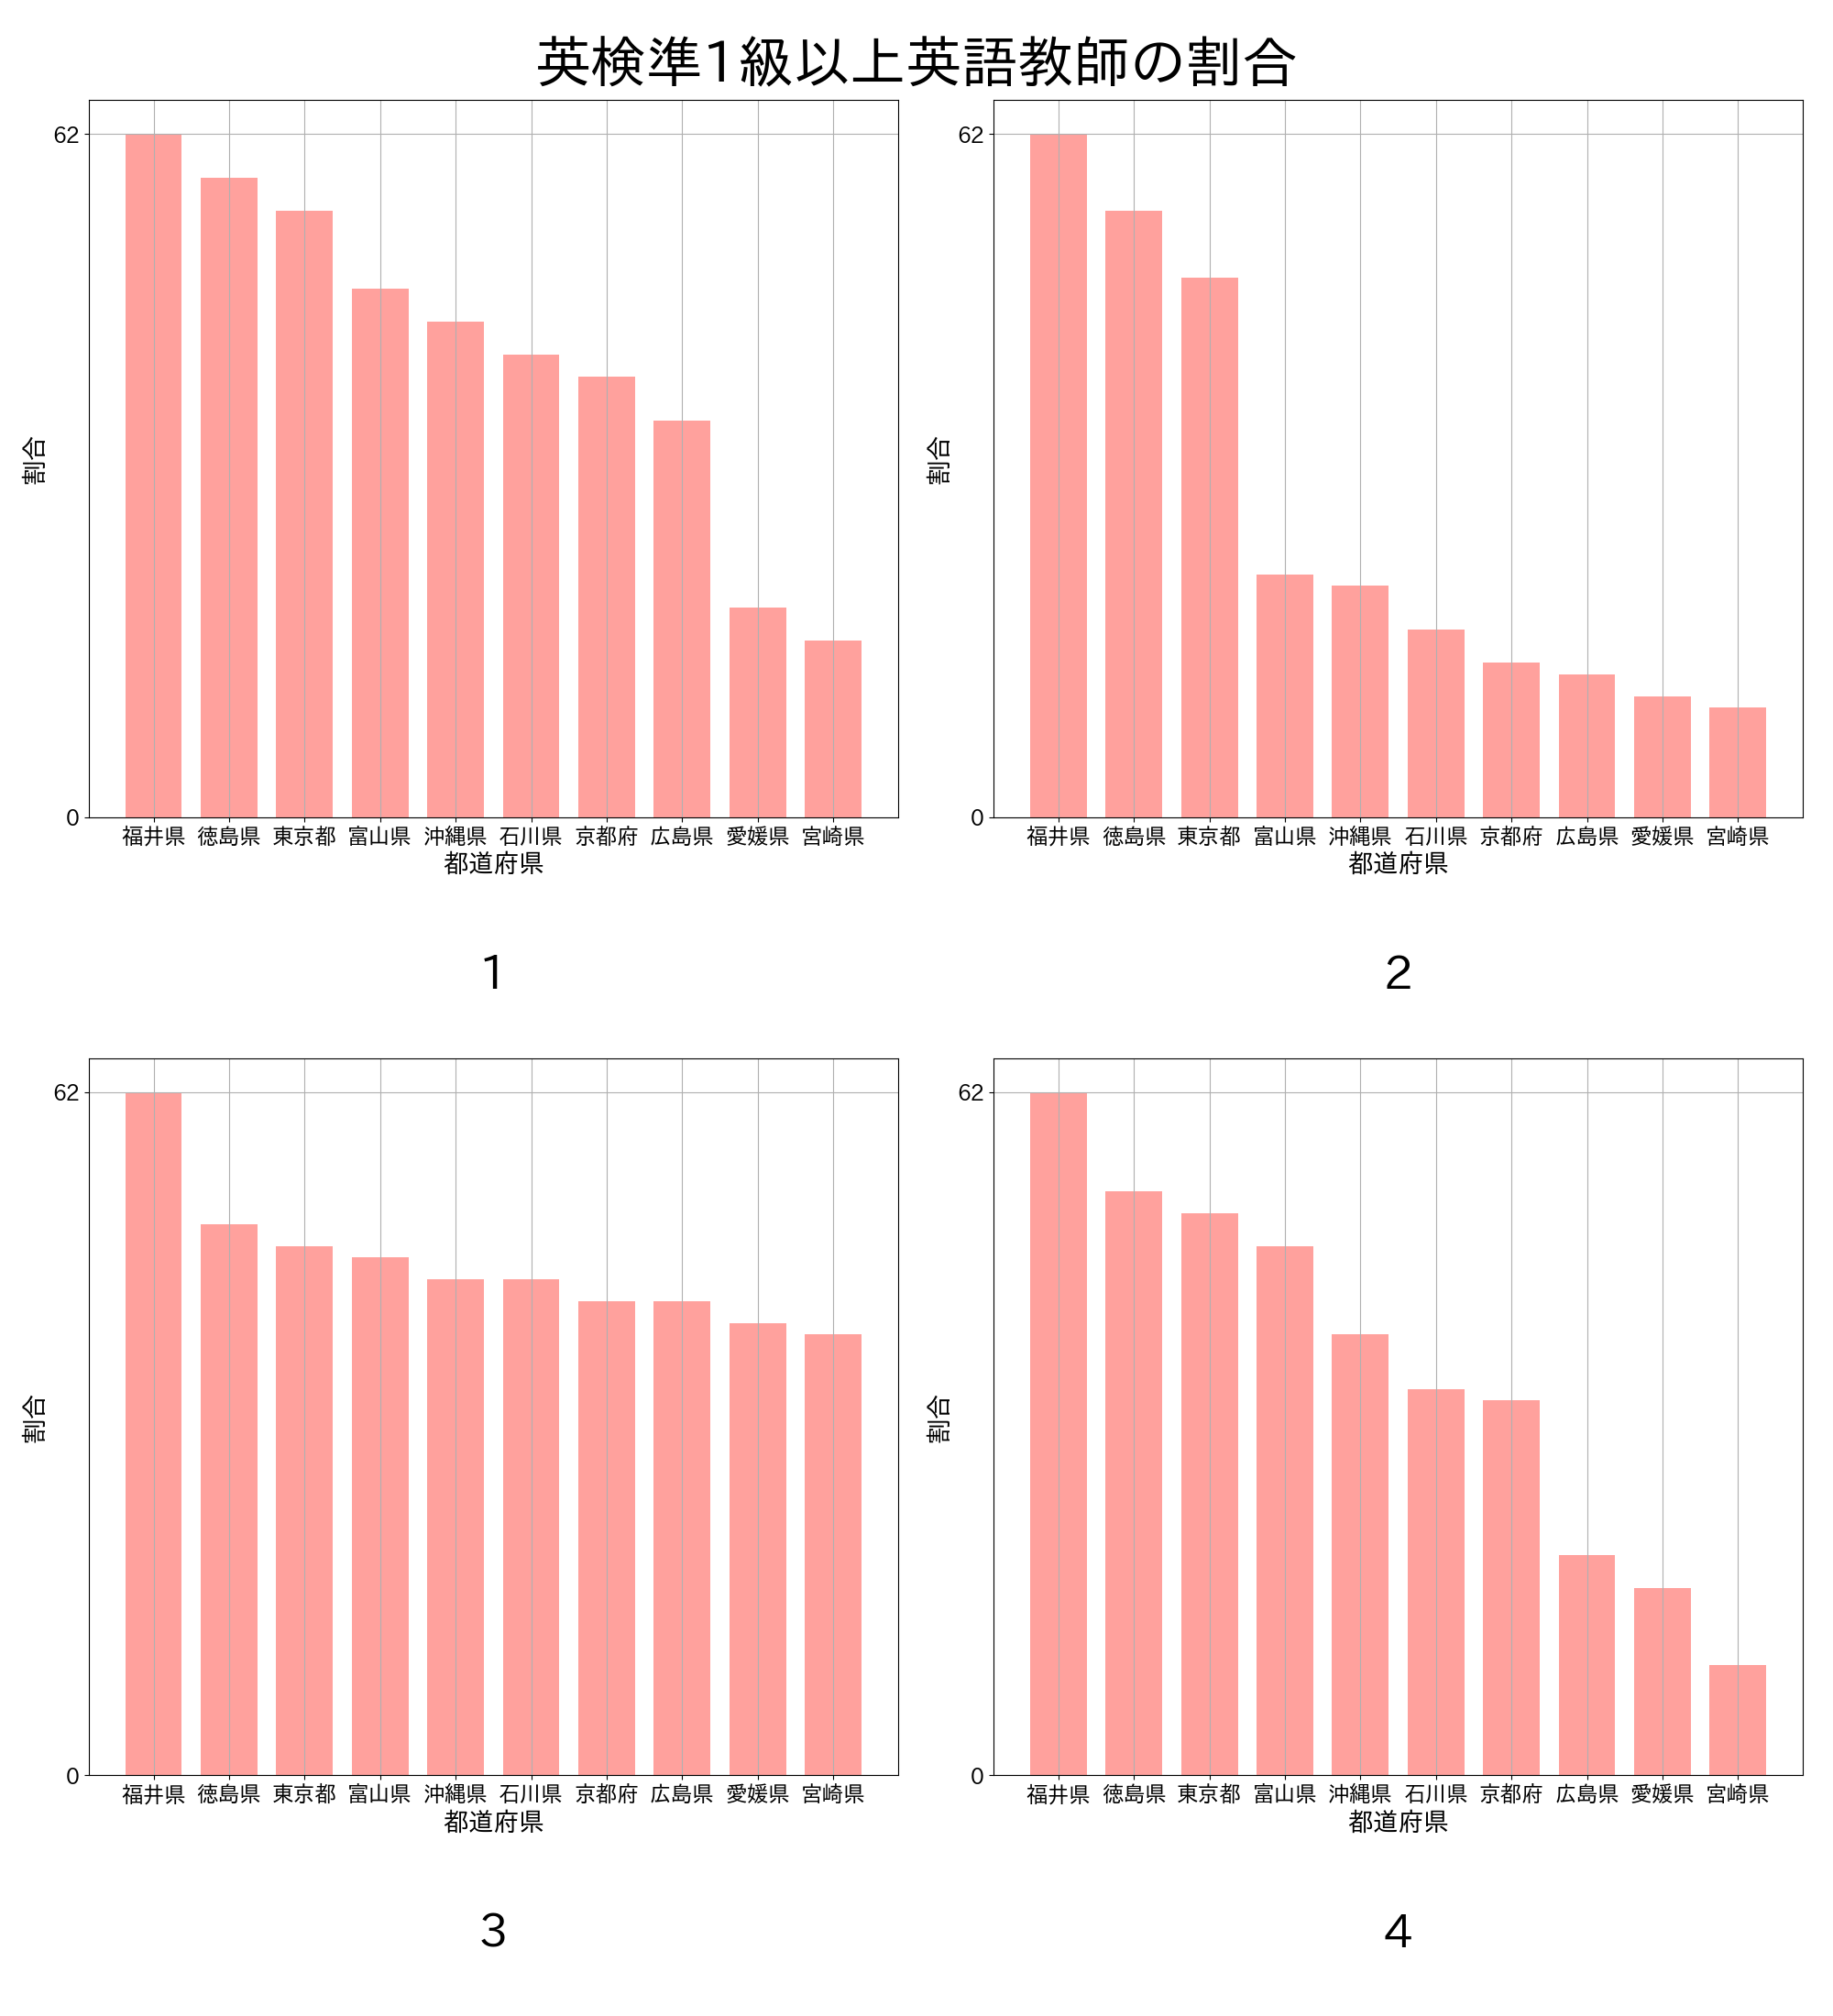 英検準1級以上英語教師の割合
62
0
割合
福井県 徳島県 東京都 富山県 沖縄県 石川県 京都府 広島県 愛媛県 宮崎県
都道府県
1
62
0
割合
福井県 徳島県 東京都 富山県 沖縄県 石川県 京都府 広島県 愛媛県 宮崎県
都道府県
2
62
0
割合
福井県 徳島県 東京都 富山県 沖縄県 石川県 京都府 広島県 愛媛県 宮崎県
都道府県
3
62
0
割合
福井県 徳島県 東京都 富山県 沖縄県 石川県 京都府 広島県 愛媛県 宮崎県
都道府県
4